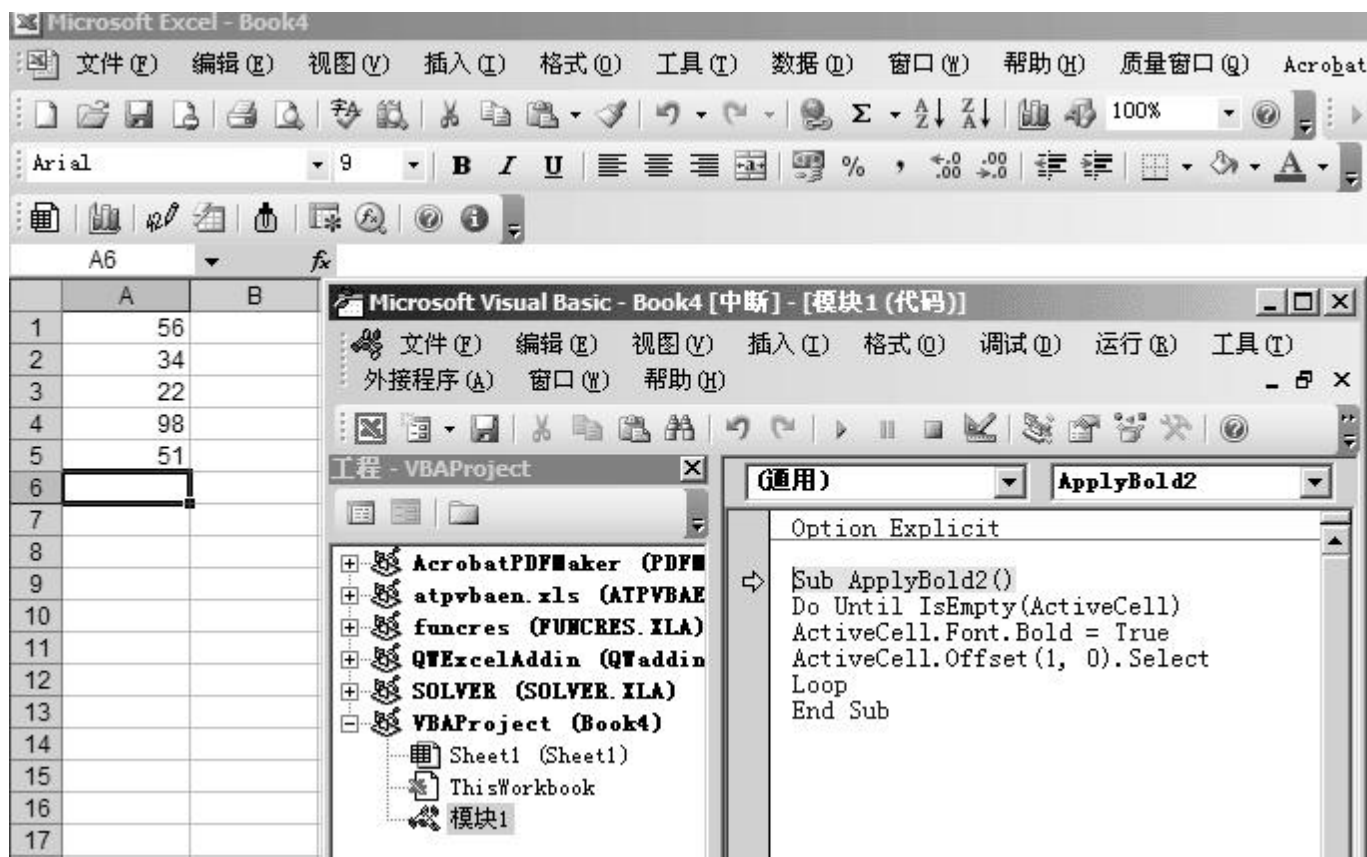 Microsoft Excel - Book4
文件(F) 编辑(E) 视图(V) 插入(I) 格式(O) 工具(T) 数据(D) 窗口(W) 帮助(H) 质量窗口(Q) Acrobat
100%
Arial 9 B I U % ,
A6 fx
A B
1 56
2 34
3 22
4 98
5 51
6
7
8
9
10
11
12
13
14
15
16
17
Microsoft Visual Basic - Book4 [中断] - [模块1 (代码)]
文件(F) 编辑(E) 视图(V) 插入(I) 格式(O) 调试(D) 运行(R) 工具(T)
外接程序(A) 窗口(W) 帮助(H)
工程 - VBAProject
AcrobatPDFMaker (PDFM
atpvbaen.xls (ATPVBAE
funcres (FUNCRES.XLA)
QTExcelAddin (QTaddin
SOLVER (SOLVER.XLA)
VBAProject (Book4)
Sheet1 (Sheet1)
ThisWorkbook
模块1
(通用) ApplyBold2
Option Explicit
Sub ApplyBold2()
Do Until IsEmpty(ActiveCell)
ActiveCell.Font.Bold = True
ActiveCell.Offset(1, 0).Select
Loop
End Sub